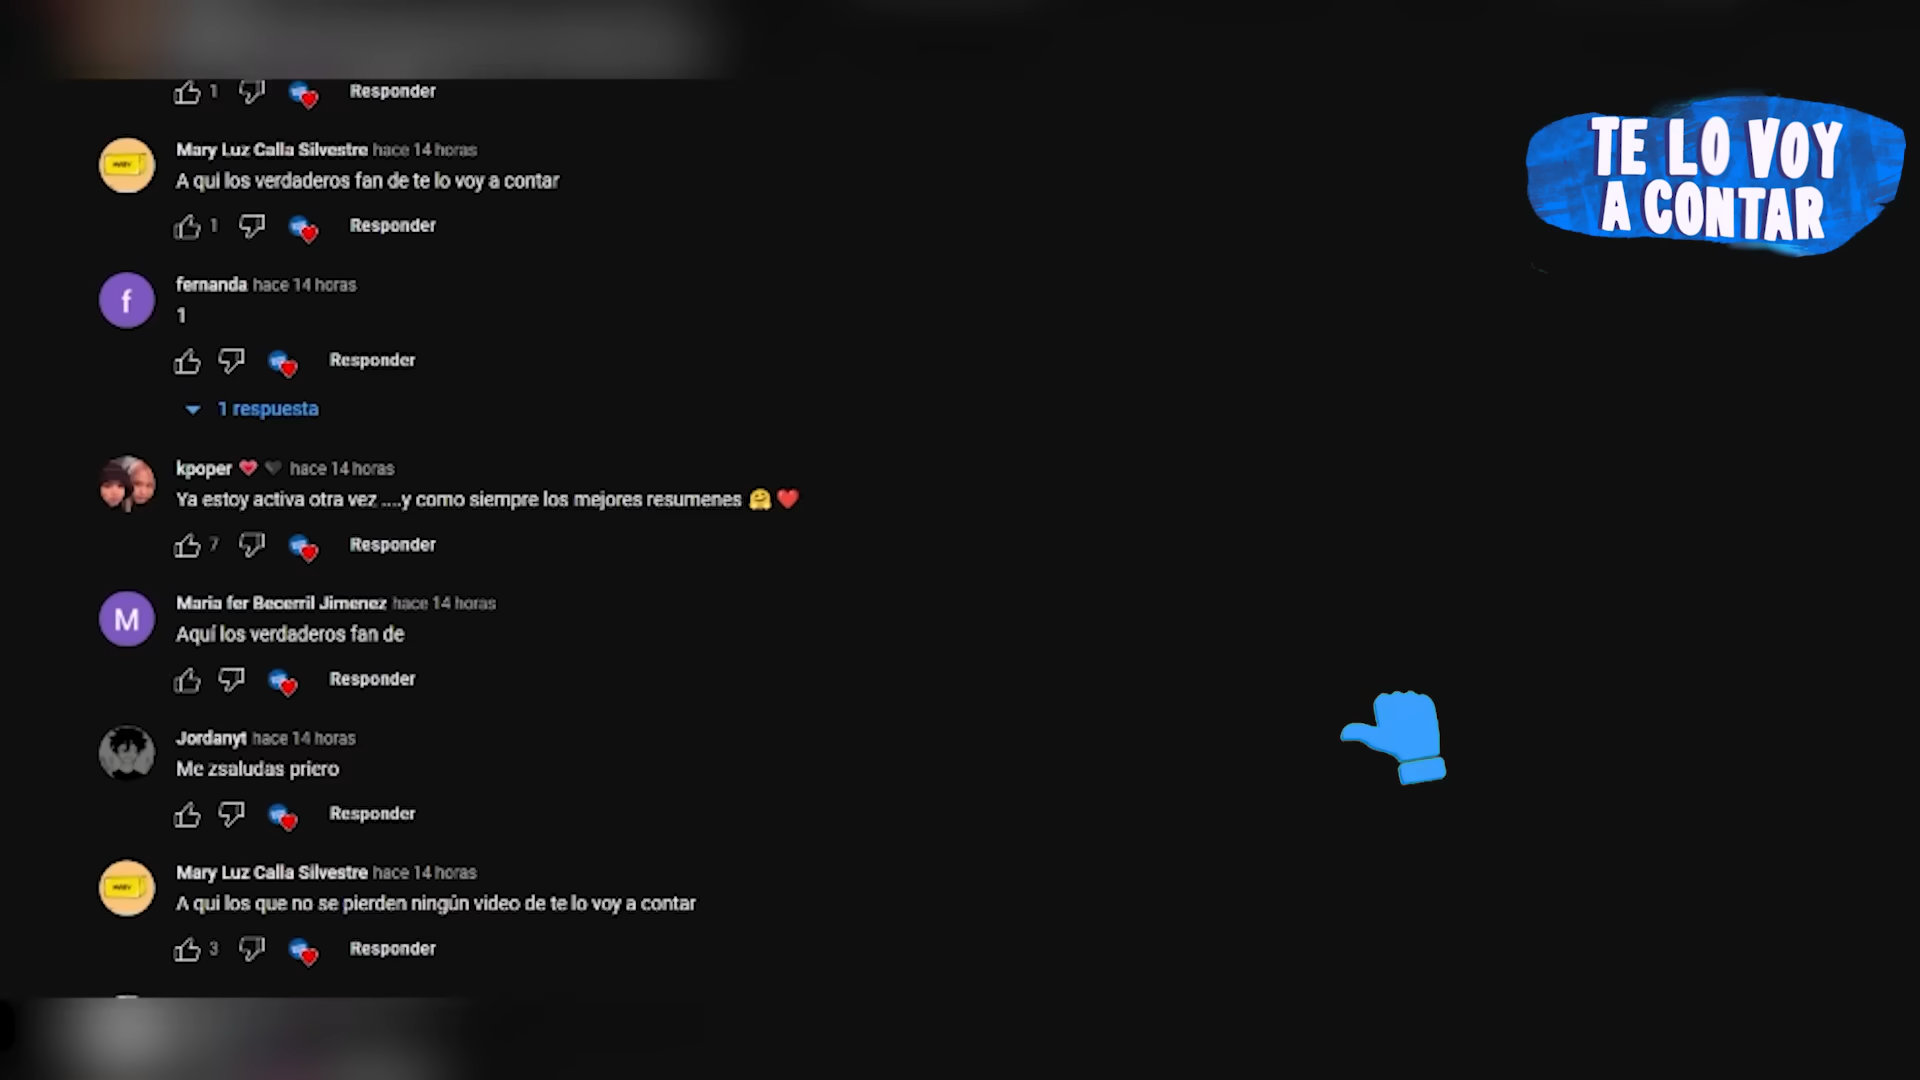 1 Responder
Mary Luz Calla Silvestre hace 14 horas
A qui los verdaderos fan de te lo voy a contar
1 Responder
fernanda hace 14 horas
1
Responder
1 respuesta
kpoper ❤️ 🖤 hace 14 horas
Ya estoy activa otra vez ....y como siempre los mejores resumenes 🤗❤️
7 Responder
Maria fer Becerril Jimenez hace 14 horas
Aquí los verdaderos fan de
Responder
Jordanyt hace 14 horas
Me zsaludas priero
Responder
Mary Luz Calla Silvestre hace 14 horas
A qui los que no se pierden ningún video de te lo voy a contar
3 Responder
TE LO VOY
A CONTAR